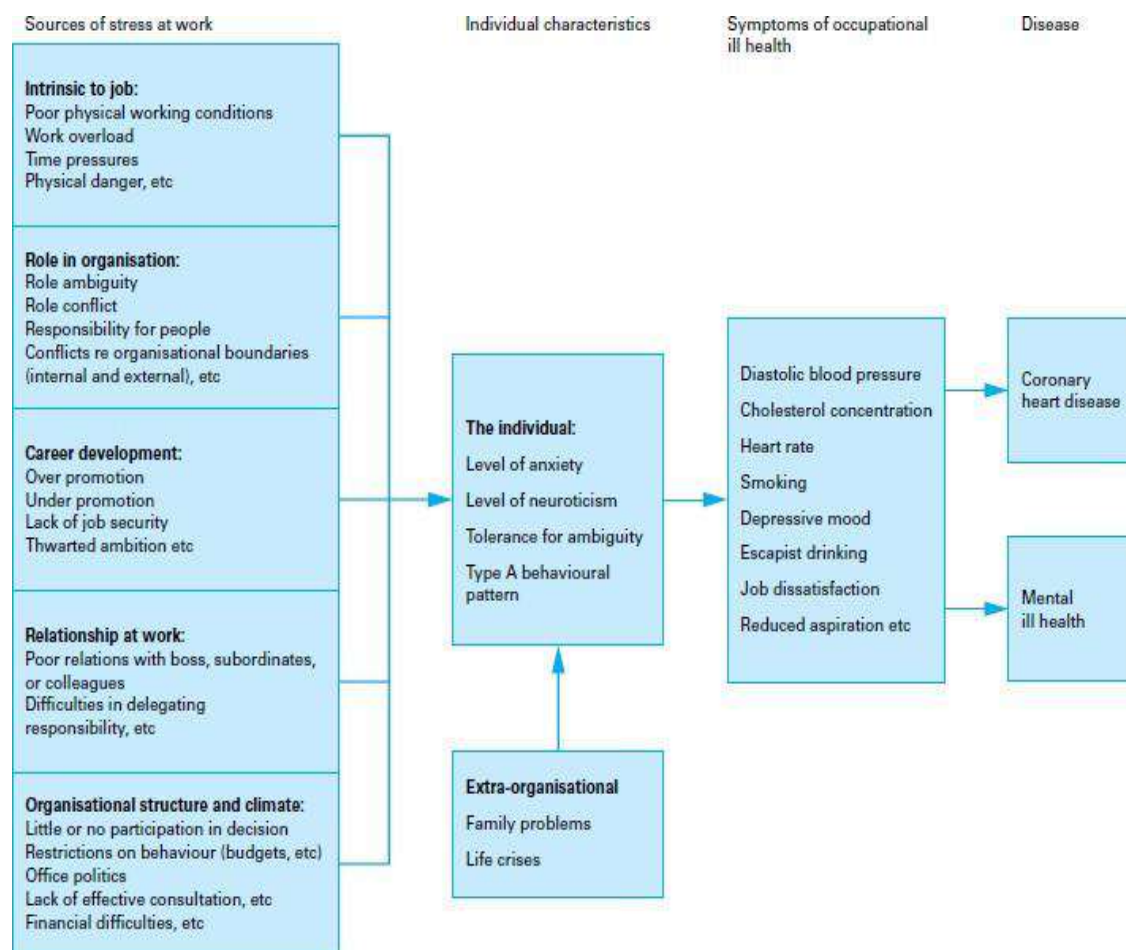 Sources of stress at work
Individual characteristics
Symptoms of occupational
ill health
Disease
Intrinsic to job:
Poor physical working conditions
Work overload
Time pressures
Physical danger, etc
Role in organisation:
Role ambiguity
Role conflict
Responsibility for people
Conflicts re organisational boundaries
(internal and external), etc
Career development:
Over promotion
Under promotion
Lack of job security
Thwarted ambition etc
Relationship at work:
Poor relations with boss, subordinates,
or colleagues
Difficulties in delegating
responsibility, etc
Organisational structure and climate:
Little or no participation in decision
Restrictions on behaviour (budgets, etc)
Office politics
Lack of effective consultation, etc
Financial difficulties, etc
The individual:
Level of anxiety
Level of neuroticism
Tolerance for ambiguity
Type A behavioural
pattern
Extra-organisational
Family problems
Life crises
Diastolic blood pressure
Cholesterol concentration
Heart rate
Smoking
Depressive mood
Escapist drinking
Job dissatisfaction
Reduced aspiration etc
Coronary
heart disease
Mental
ill health